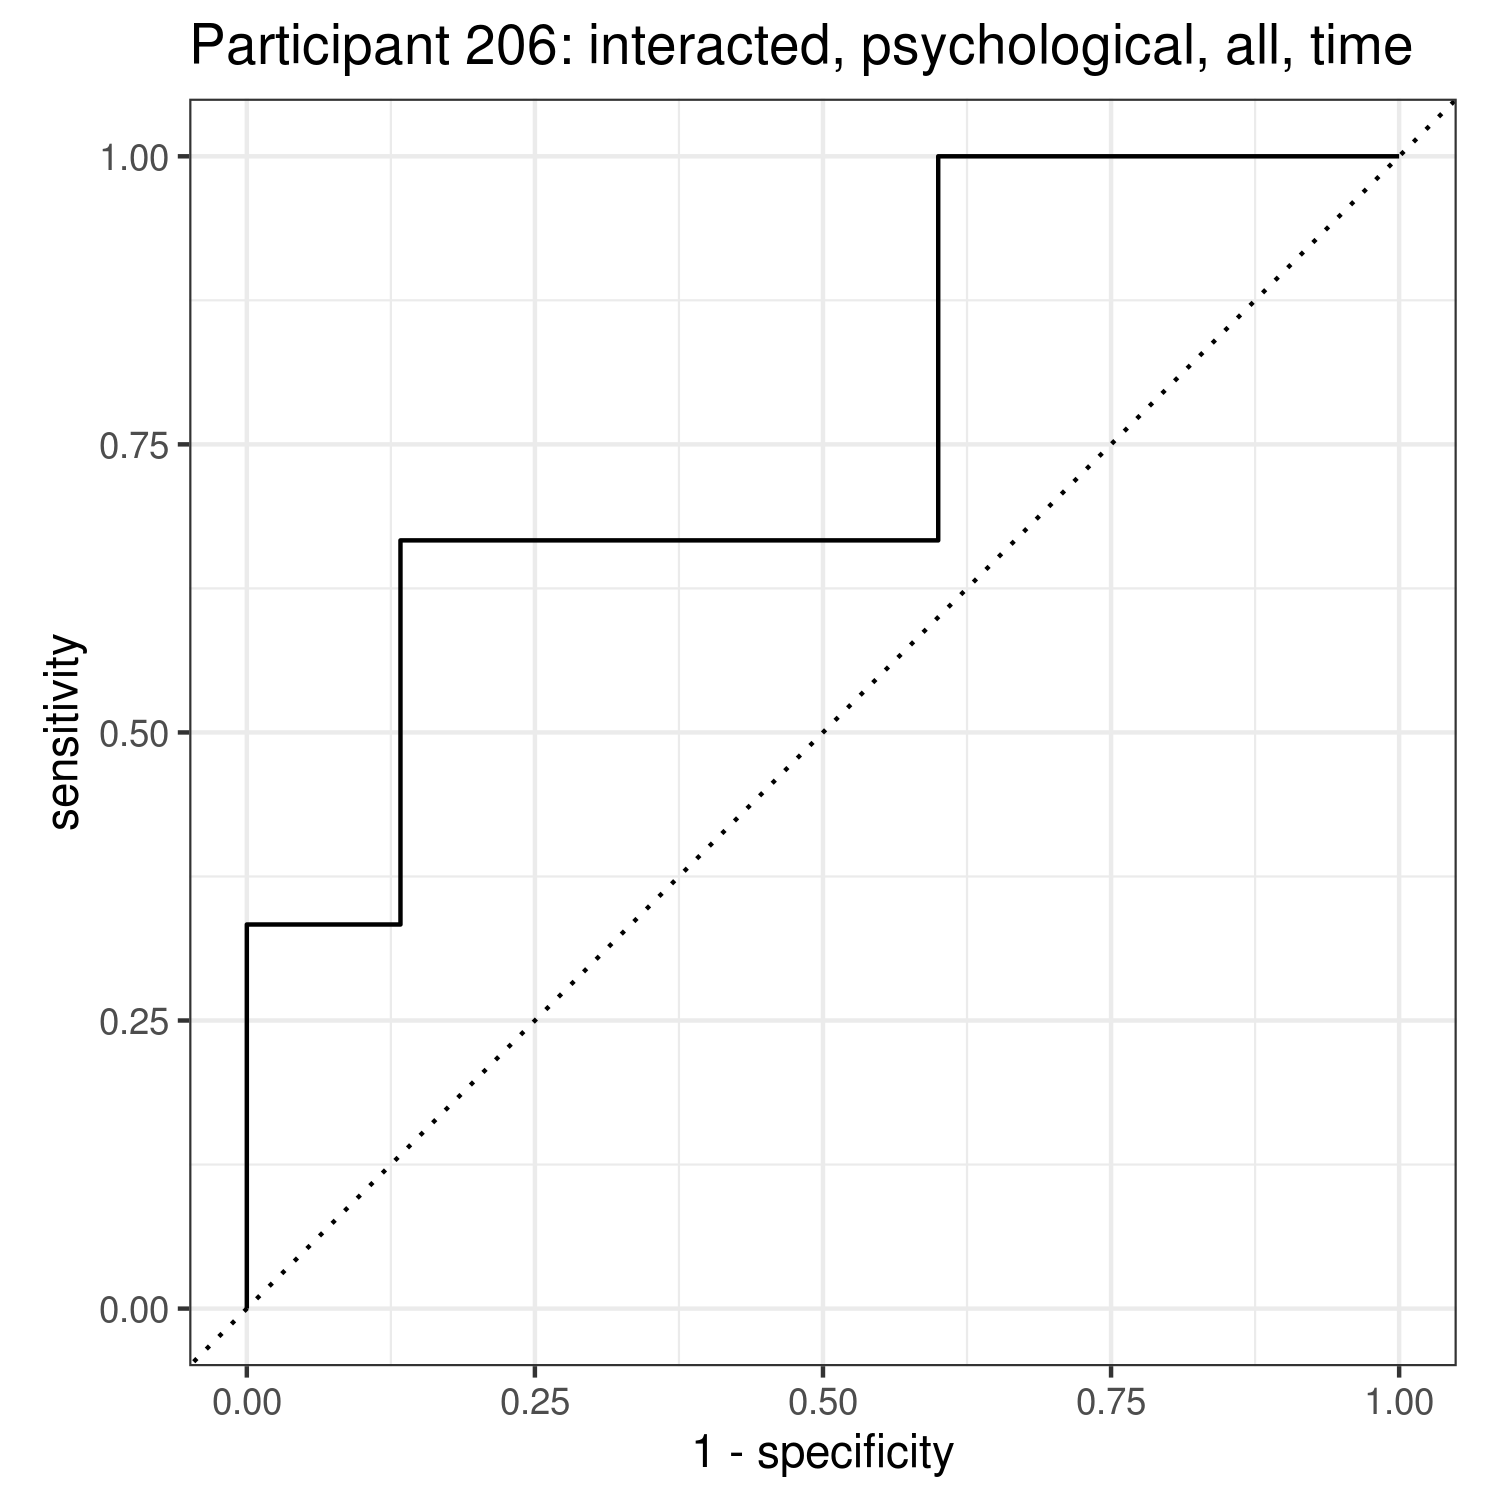 Participant 206: interacted, psychological, all, time
1.00
0.75
0.50
0.25
0.00
sensitivity
0.00 0.25 0.50 0.75 1.00
1 - specificity